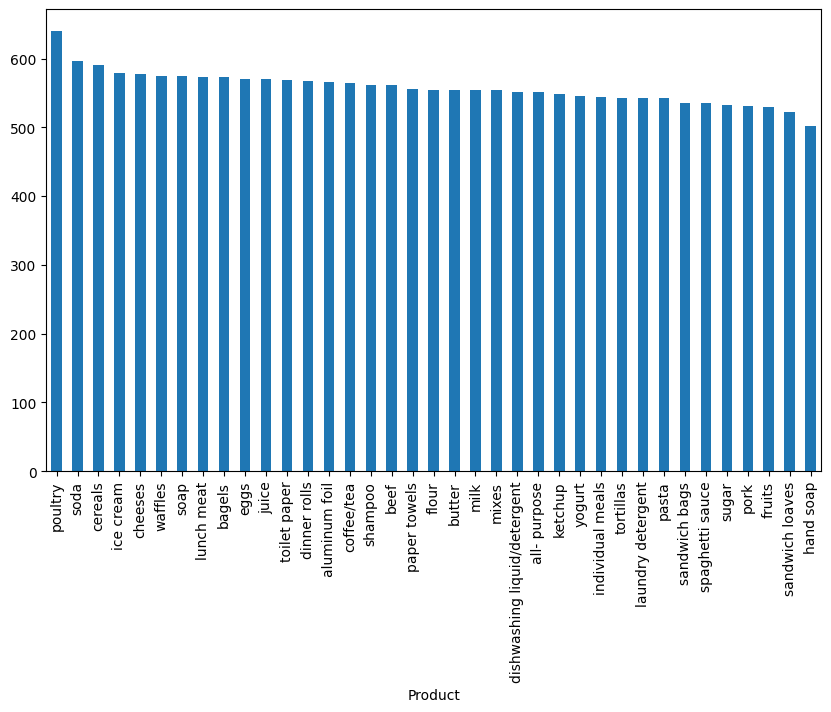 600
500
400
300
200
100
0
poultry
soda
cereals
ice cream
cheeses
waffles
soap
lunch meat
bagels
eggs
juice
toilet paper
dinner rolls
aluminum foil
coffee/tea
shampoo
beef
paper towels
flour
butter
milk
mixes
dishwashing liquid/detergent
all- purpose
ketchup
yogurt
individual meals
tortillas
laundry detergent
pasta
sandwich bags
spaghetti sauce
sugar
pork
fruits
sandwich loaves
hand soap
Product